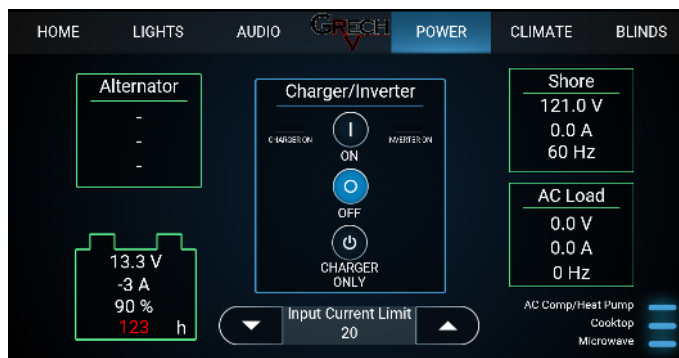 HOME LIGHTS AUDIO GRECH RV POWER CLIMATE BLINDS
Alternator
-
-
-
Charger/Inverter
CHARGER ON
INVERTER ON
ON
OFF
CHARGER
ONLY
Shore
121.0 V
0.0 A
60 Hz
AC Load
0.0 V
0.0 A
0 Hz
13.3 V
-3 A
90 %
123 h
Input Current Limit
20
AC Comp/Heat Pump
Cooktop
Microwave